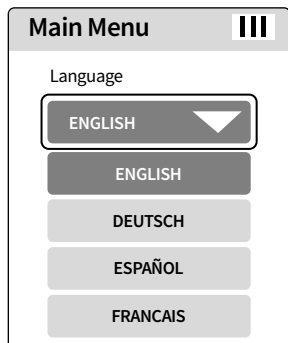 Main Menu
Language
ENGLISH
ENGLISH
DEUTSCH
ESPAÑOL
FRANCAIS